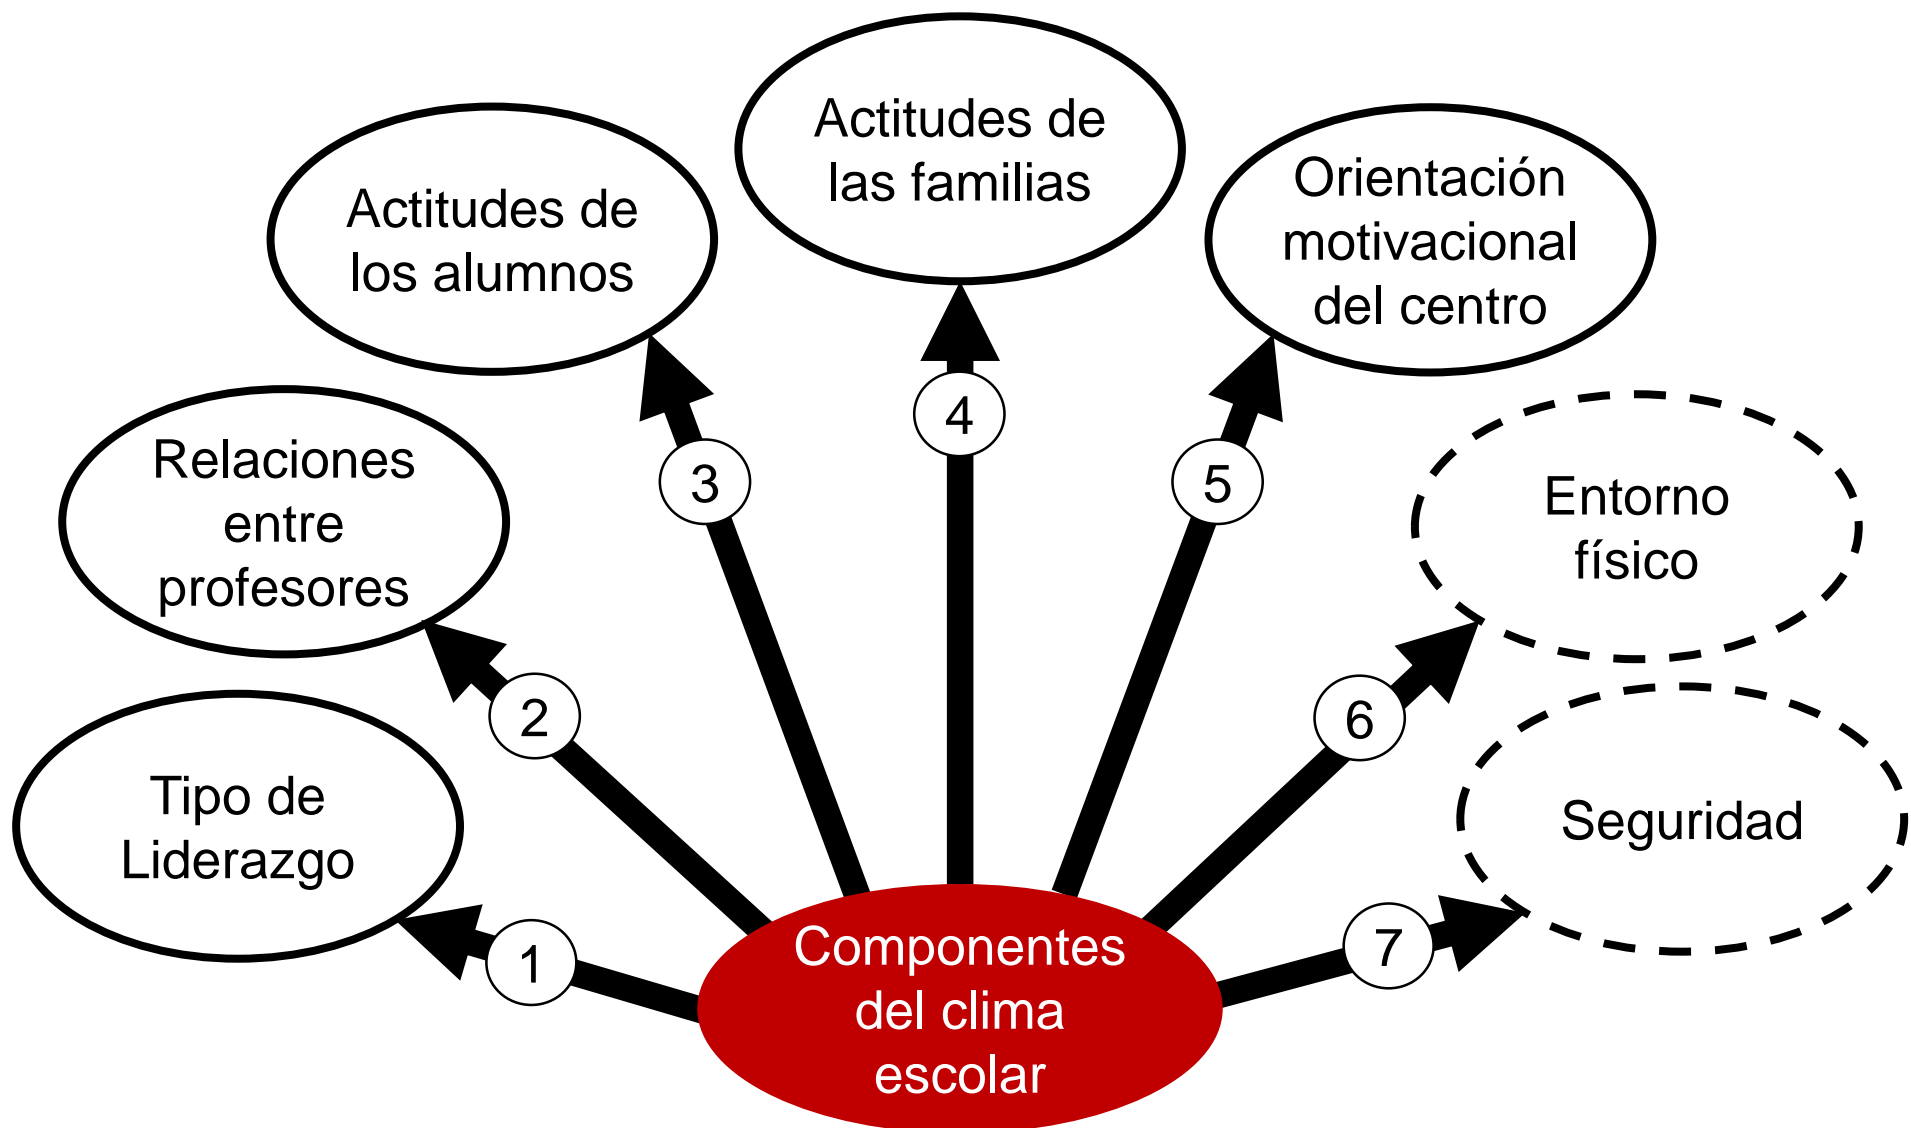 Actitudes de
las familias
Actitudes de
los alumnos
Orientación
motivacional
del centro
Relaciones
entre
profesores
Entorno
físico
Tipo de
Liderazgo
Seguridad
4
3
5
2
6
1
7
Componentes
del clima
escolar